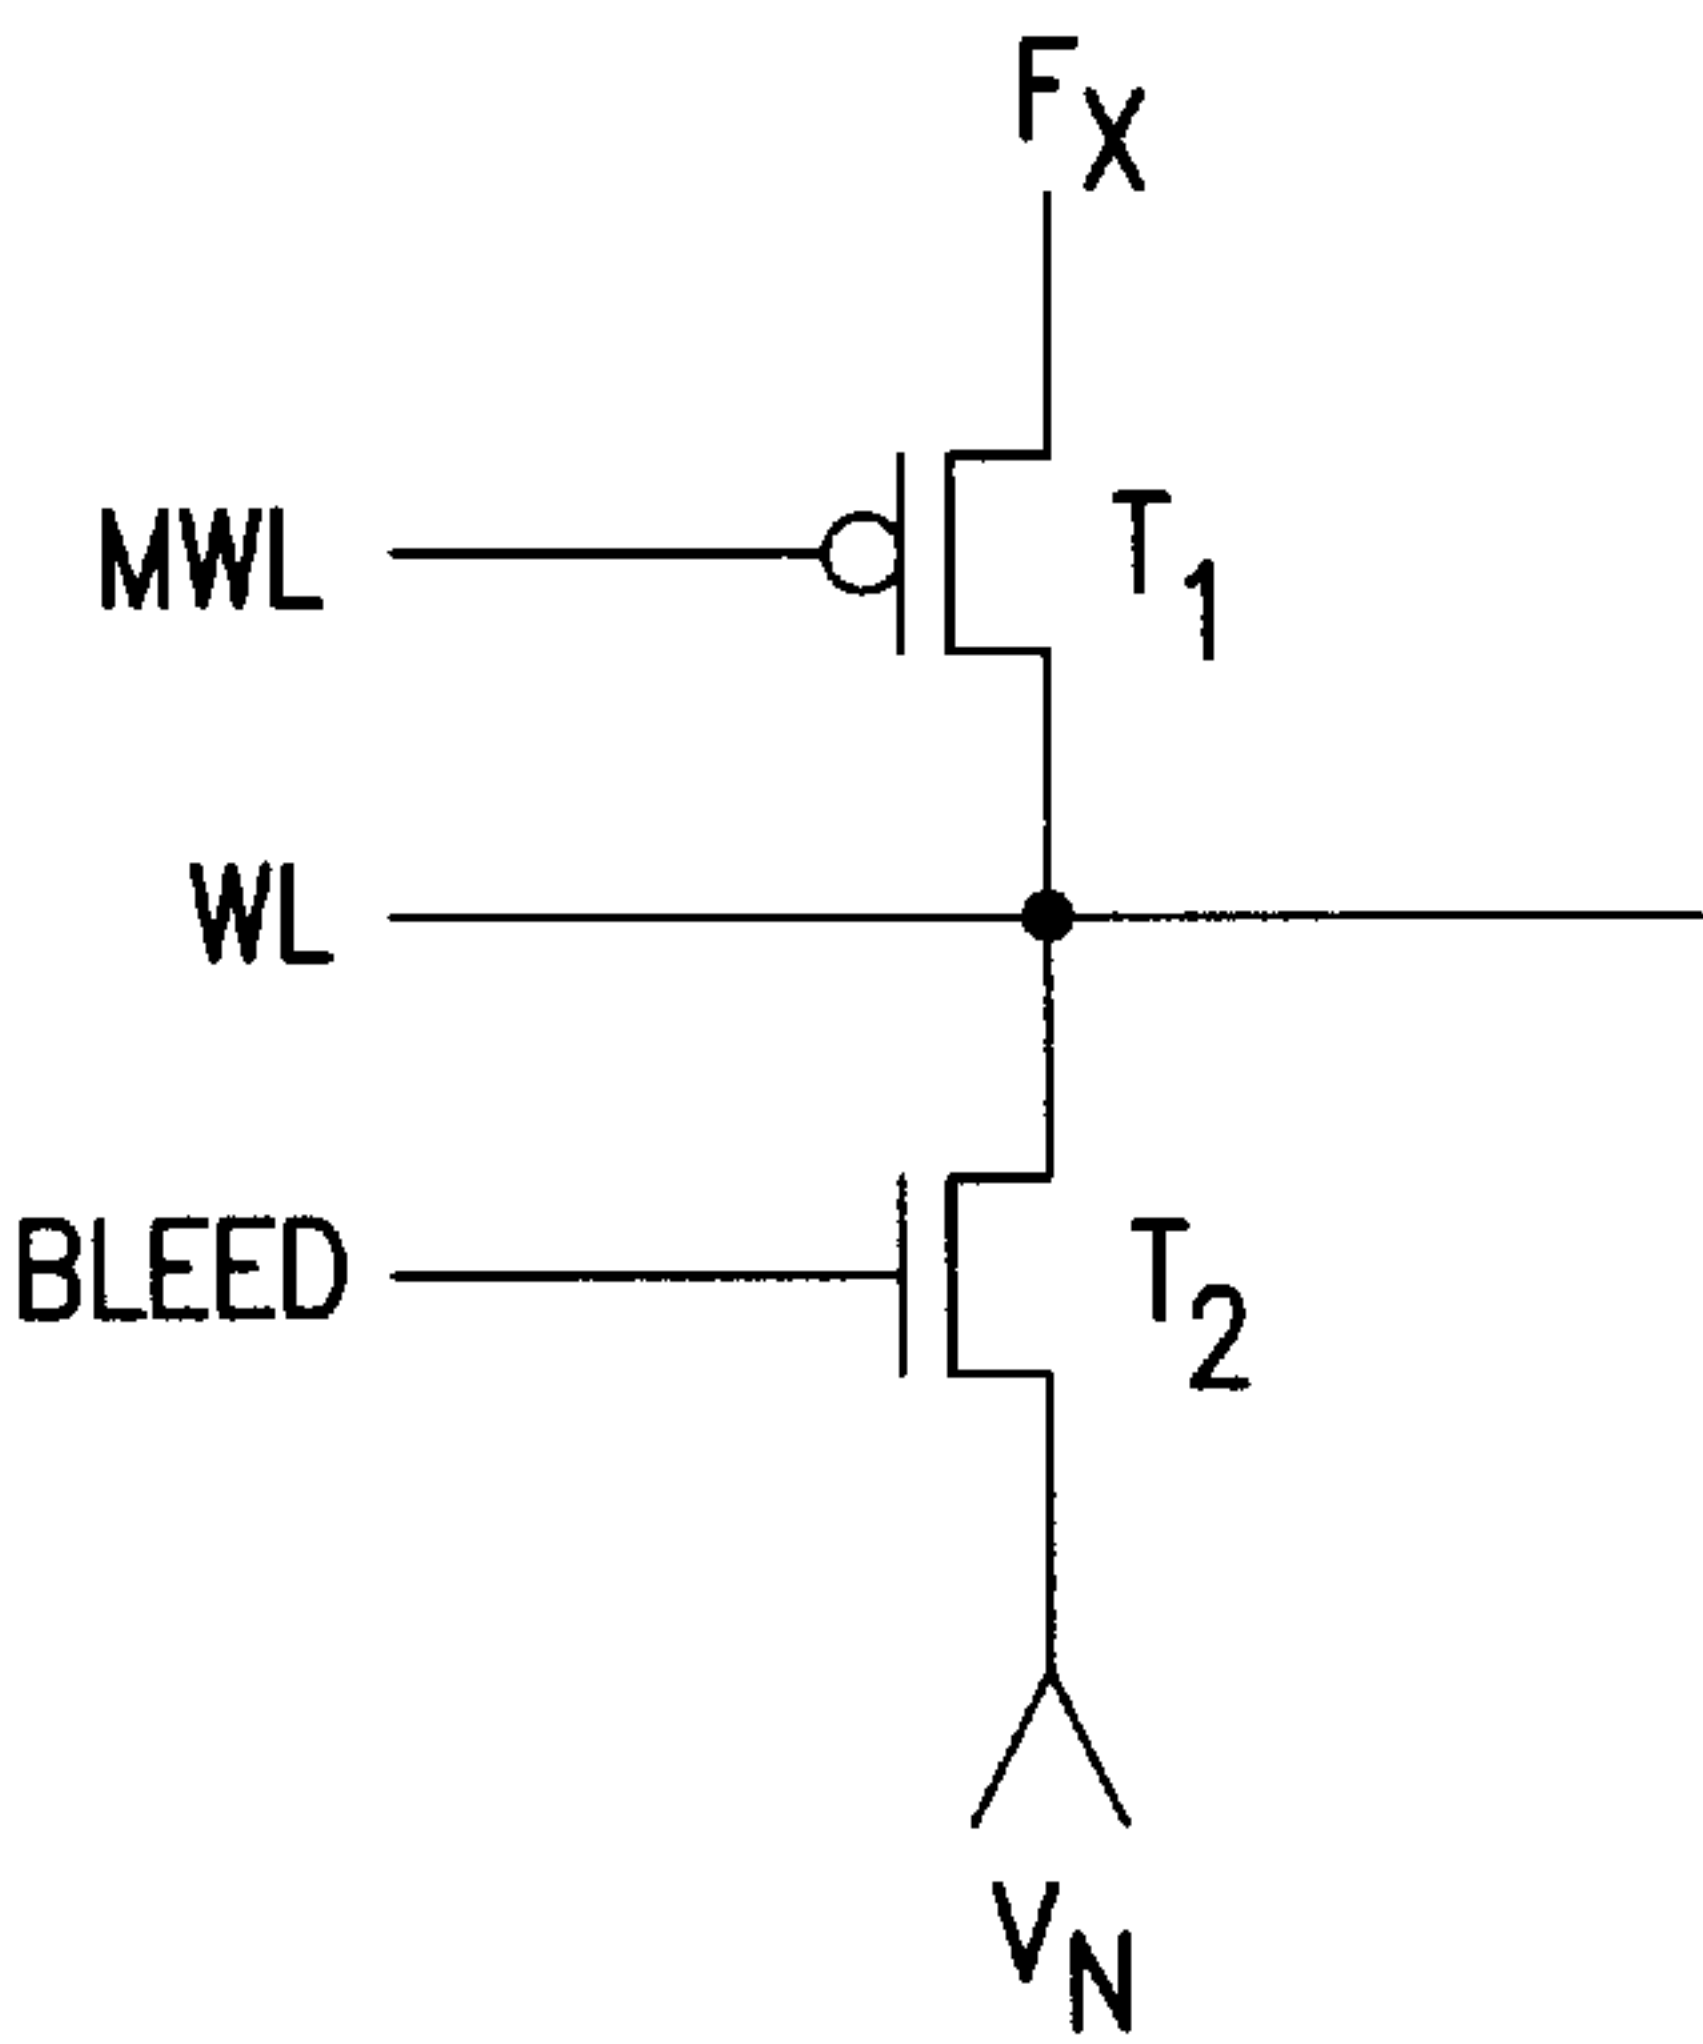 F_X
MWL
T_1
WL
BLEED
T_2
V_N